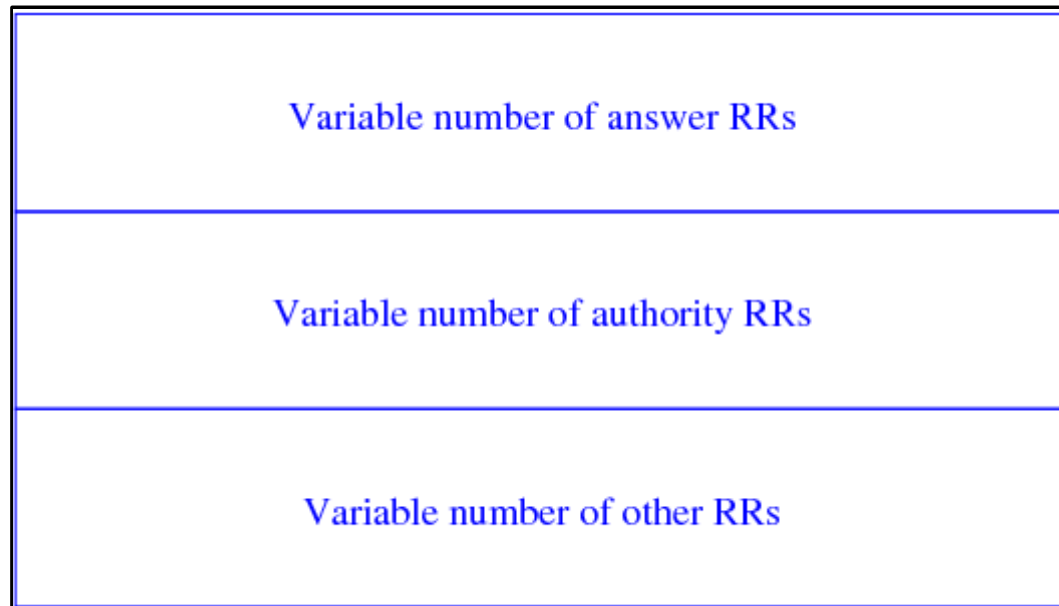 Variable number of answer RRs
Variable number of authority RRs
Variable number of other RRs